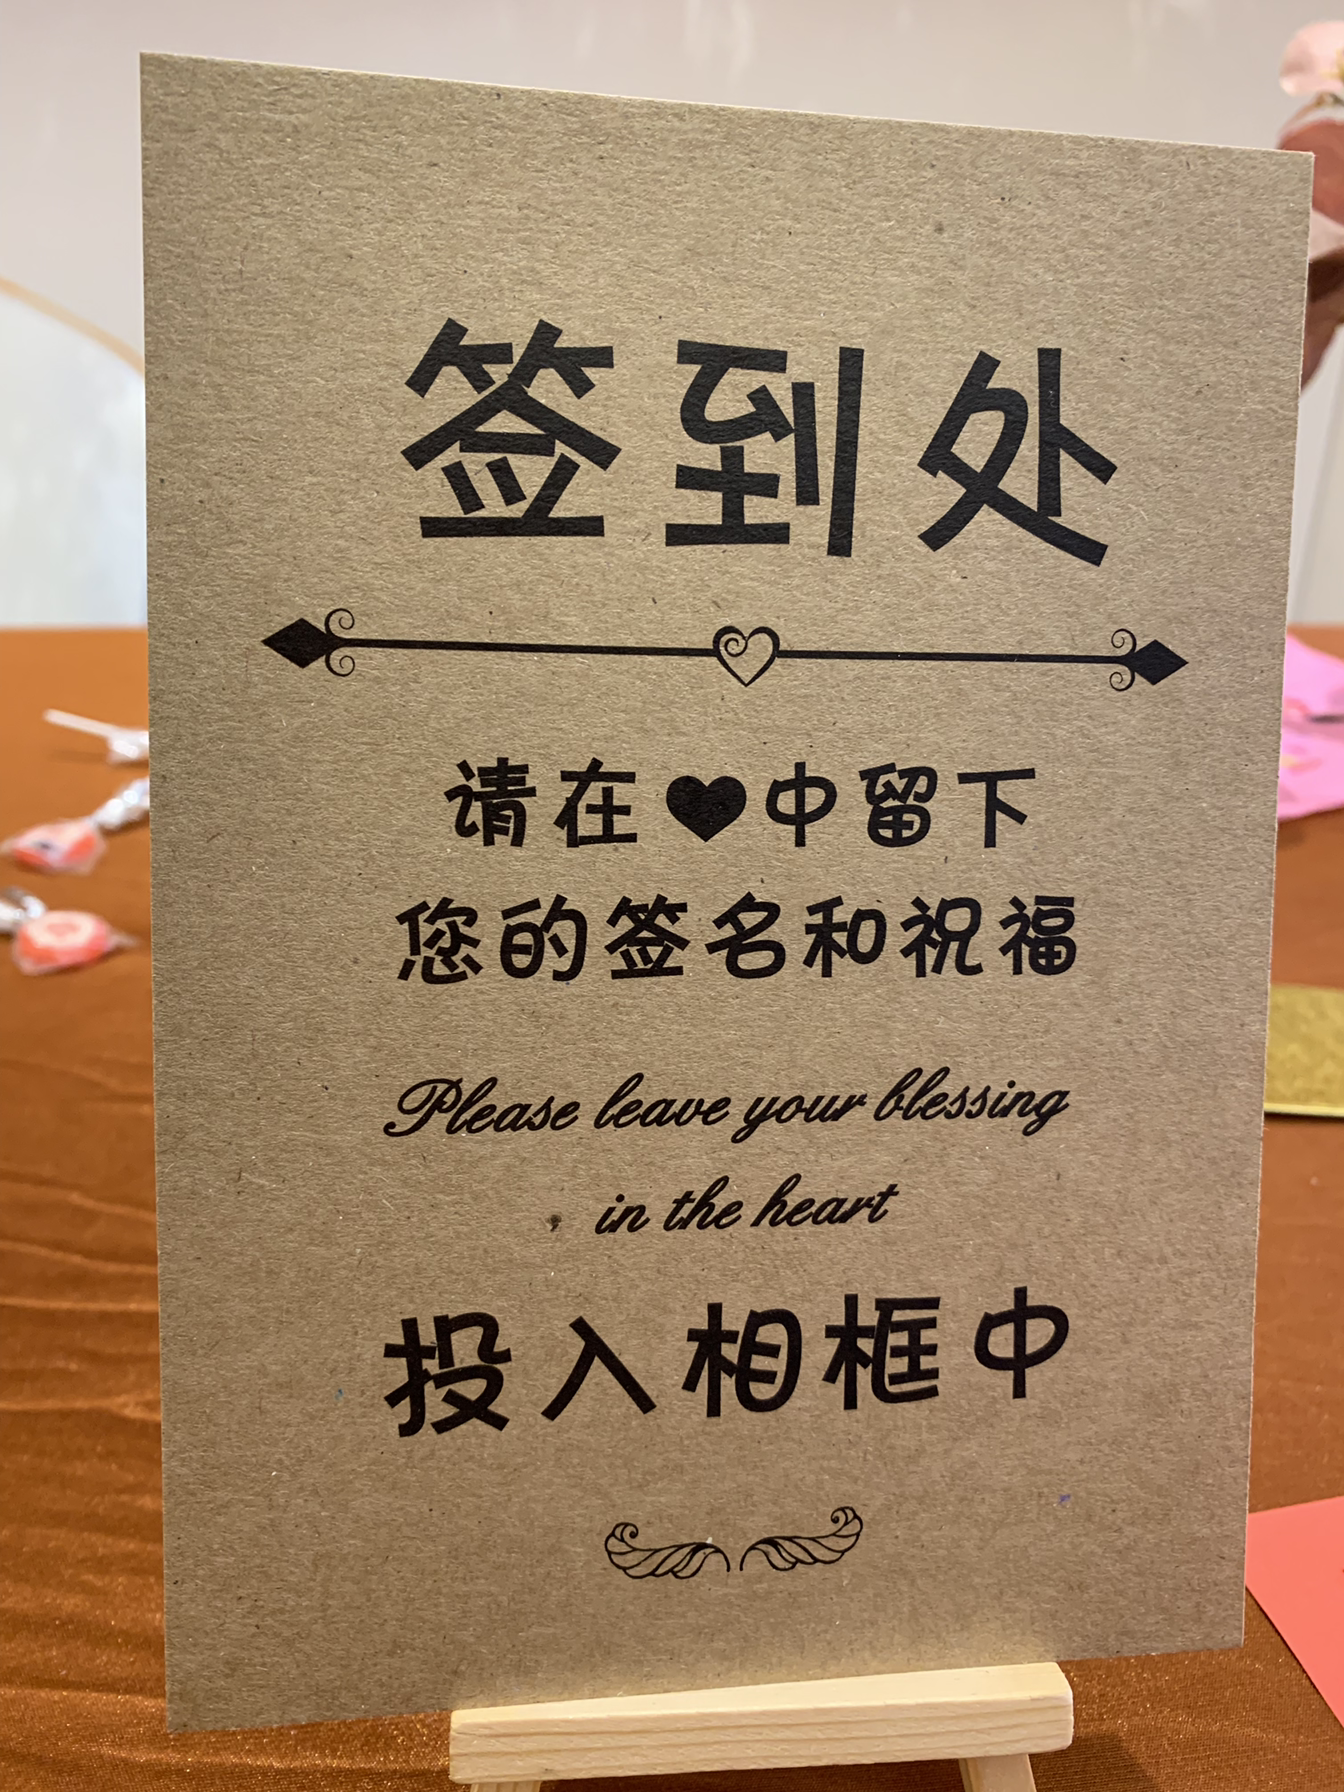 签到处
请在♥中留下
您的签名和祝福
Please leave your blessing
in the heart
投入相框中